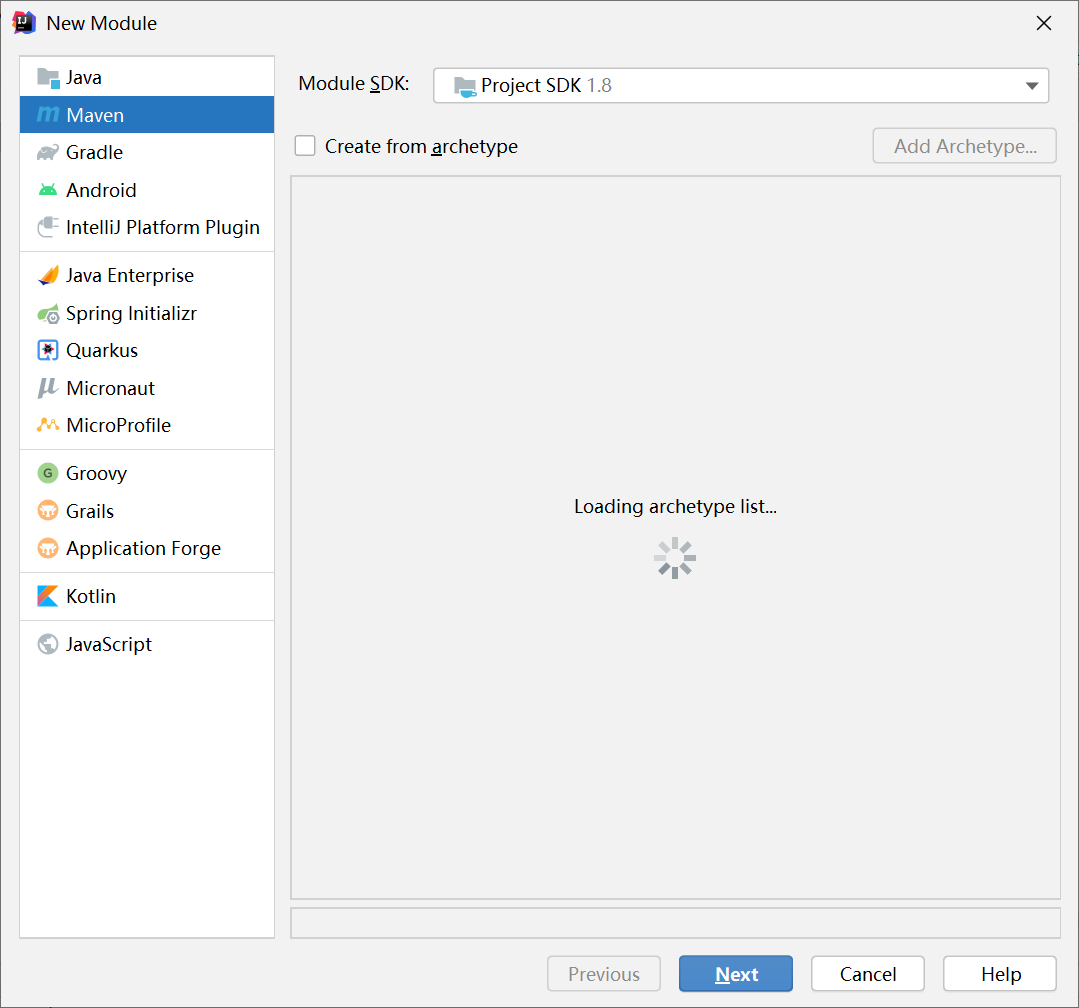 New Module
Java
Maven
Gradle
Android
IntelliJ Platform Plugin
Java Enterprise
Spring Initializr
Quarkus
Micronaut
MicroProfile
Groovy
Grails
Application Forge
Kotlin
JavaScript
Module SDK:
Project SDK 1.8
Create from archetype
Add Archetype...
Loading archetype list...
Previous
Next
Cancel
Help